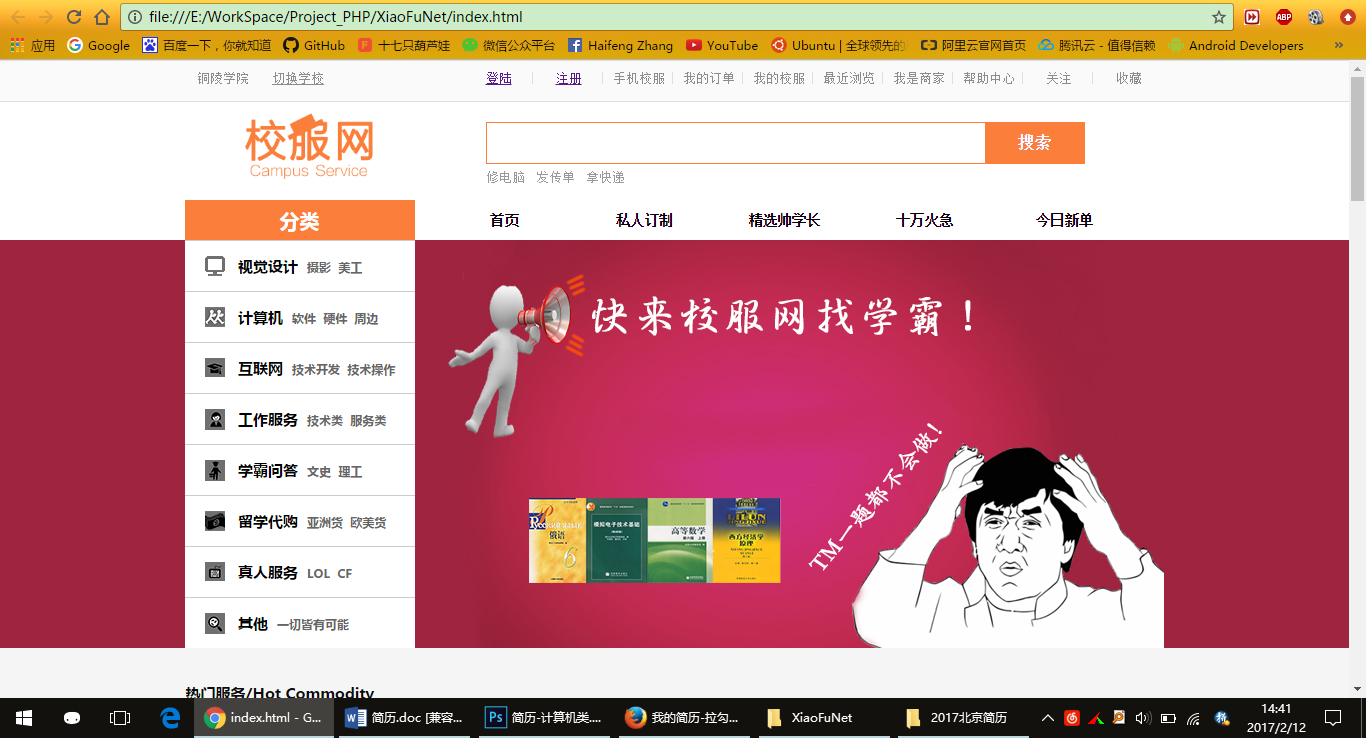 file:///E:/WorkSpace/Project_PHP/XiaoFuNet/index.html
ABP
应用 Google 百度一下，你就知道 GitHub 十七只葫芦娃 微信公众平台 Haifeng Zhang YouTube Ubuntu | 全球领先的 阿里云官网首页 腾讯云 - 值得信赖 Android Developers »
铜陵学院 切换学校 登陆 注册 手机校服 我的订单 我的校服 最近浏览 我是商家 帮助中心 关注 收藏
校服网
Campus Service
搜索
修电脑 发传单 拿快递
分类 首页 私人订制 精选帅学长 十万火急 今日新单
视觉设计 摄影 美工
计算机 软件 硬件 周边
互联网 技术开发 技术操作
工作服务 技术类 服务类
学霸问答 文史 理工
留学代购 亚洲货 欧美货
真人服务 LOL CF
其他 一切皆有可能
快来校服网找学霸！
TM一题都不会做！
俄语
6
模拟电子技术基础
高等数学
西方经济学
原理
热门服务/Hot Commodity
index.html - G... 简历.doc [兼容... Ps 简历-计算机类.... 我的简历-拉勾... XiaoFuNet 2017北京简历
14:41
2017/2/12